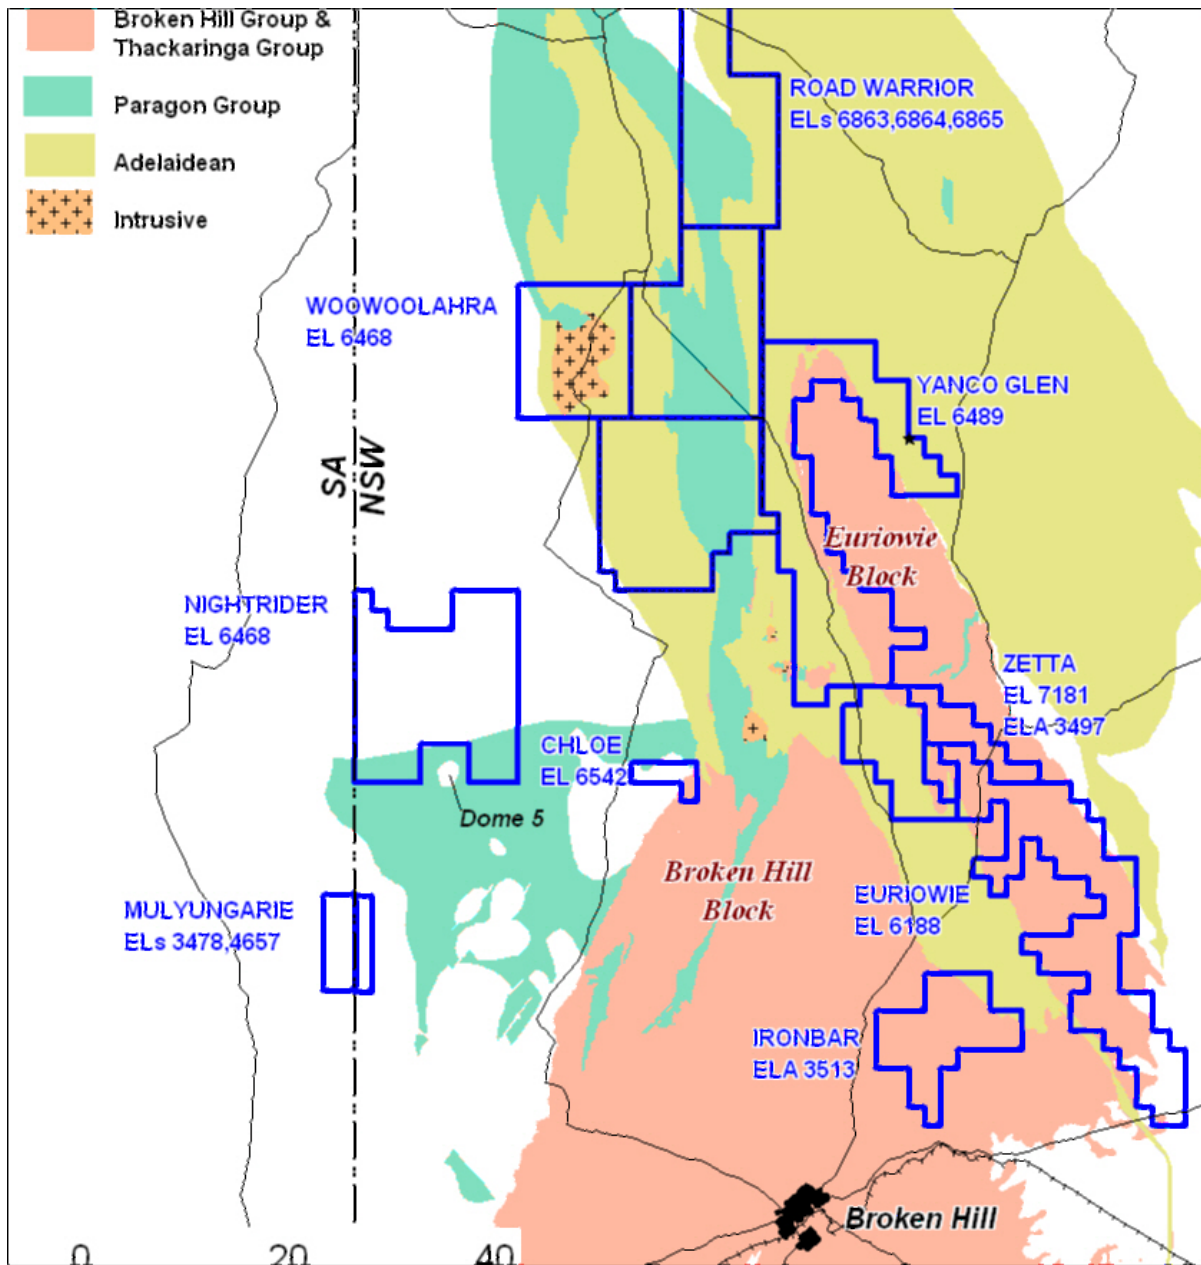 Broken Hill Group &
Thackaringa Group
Paragon Group
Adelaidean
Intrusive
ROAD WARRIOR
ELs 6863,6864,6865
WOOWOOLAHRA
EL 6468
YANCO GLEN
EL 6489
SA
NSW
Euriowie
Block
NIGHTRIDER
EL 6468
ZETTA
EL 7181
ELA 3497
CHLOE
EL 6542
Dome 5
Broken Hill
Block
EURIOWIE
EL 6188
MULYUNGARIE
ELs 3478,4657
IRONBAR
ELA 3513
Broken Hill
0 20 40